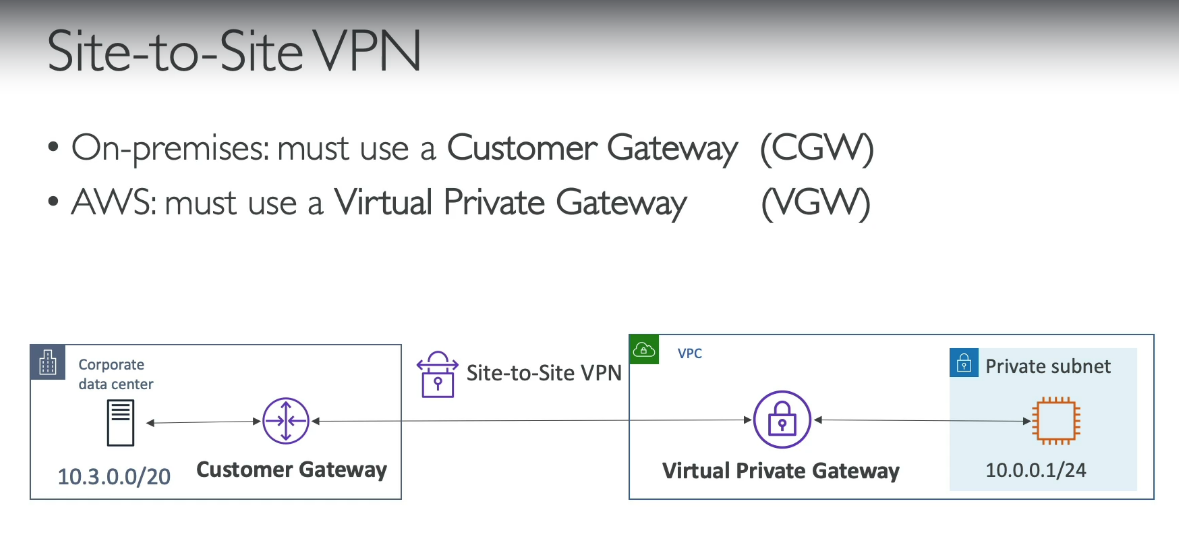 Site-to-Site VPN
• On-premises: must use a Customer Gateway (CGW)
• AWS: must use a Virtual Private Gateway (VGW)
Corporate
data center
10.3.0.0/20
Customer Gateway
Site-to-Site VPN
VPC
Virtual Private Gateway
Private subnet
10.0.0.1/24